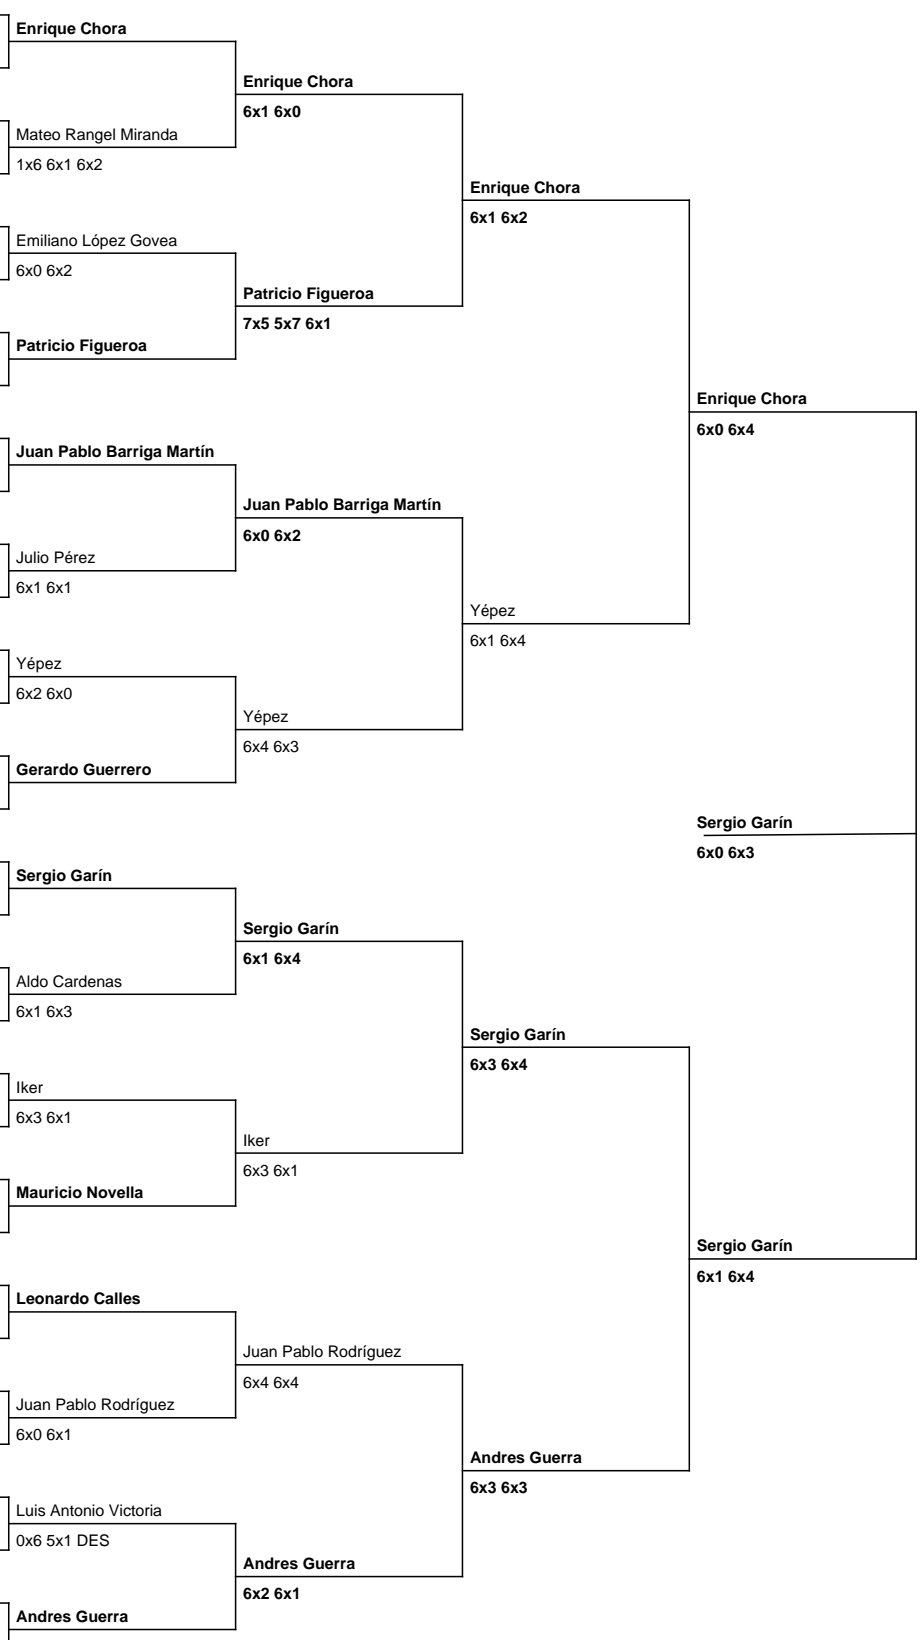 Enrique Chora
Enrique Chora
6x1 6x0
Mateo Rangel Miranda
1x6 6x1 6x2
Enrique Chora
6x1 6x2
Emiliano López Govea
6x0 6x2
Patricio Figueroa
7x5 5x7 6x1
Patricio Figueroa
Enrique Chora
6x0 6x4
Juan Pablo Barriga Martín
Juan Pablo Barriga Martín
6x0 6x2
Julio Pérez
6x1 6x1
Yépez
6x1 6x4
Yépez
6x2 6x0
Yépez
6x4 6x3
Gerardo Guerrero
Sergio Garín
6x0 6x3
Sergio Garín
Sergio Garín
6x1 6x4
Aldo Cardenas
6x1 6x3
Sergio Garín
6x3 6x4
Iker
6x3 6x1
Iker
6x3 6x1
Mauricio Novella
Sergio Garín
6x1 6x4
Leonardo Calles
Juan Pablo Rodríguez
6x4 6x4
Juan Pablo Rodríguez
6x0 6x1
Andres Guerra
6x3 6x3
Luis Antonio Victoria
0x6 5x1 DES
Andres Guerra
6x2 6x1
Andres Guerra